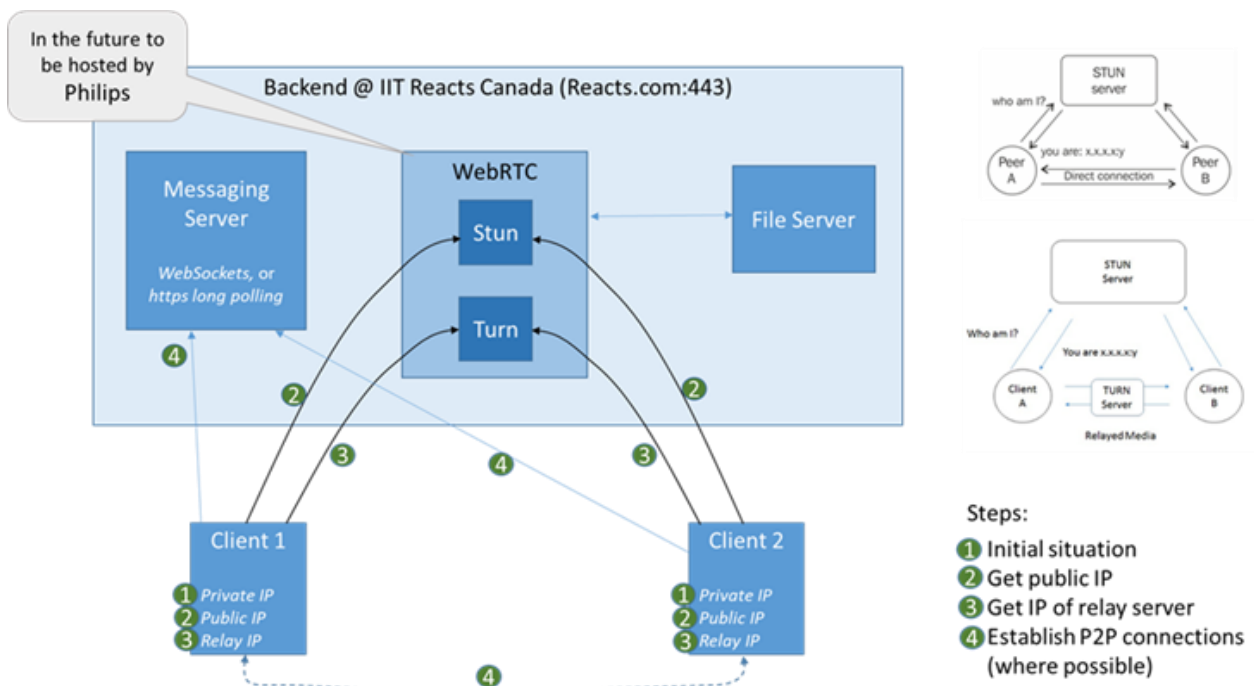 In the future to
be hosted by
Philips
Backend @ IIT Reacts Canada (Reacts.com:443)
Messaging
Server
WebSockets, or
https long polling
WebRTC
Stun
Turn
File Server
4
2
3
4
3
2
Client 1
1 Private IP
2 Public IP
3 Relay IP
Client 2
1 Private IP
2 Public IP
3 Relay IP
4
STUN
server
who am I?
you are: x.x.x.x:y
Peer
A
Direct connection
Peer
B
STUN
Server
Who am I?
You are x.x.x.x:y
Client
A
TURN
Server
Client
B
Relayed Media
Steps:
1 Initial situation
2 Get public IP
3 Get IP of relay server
4 Establish P2P connections
(where possible)